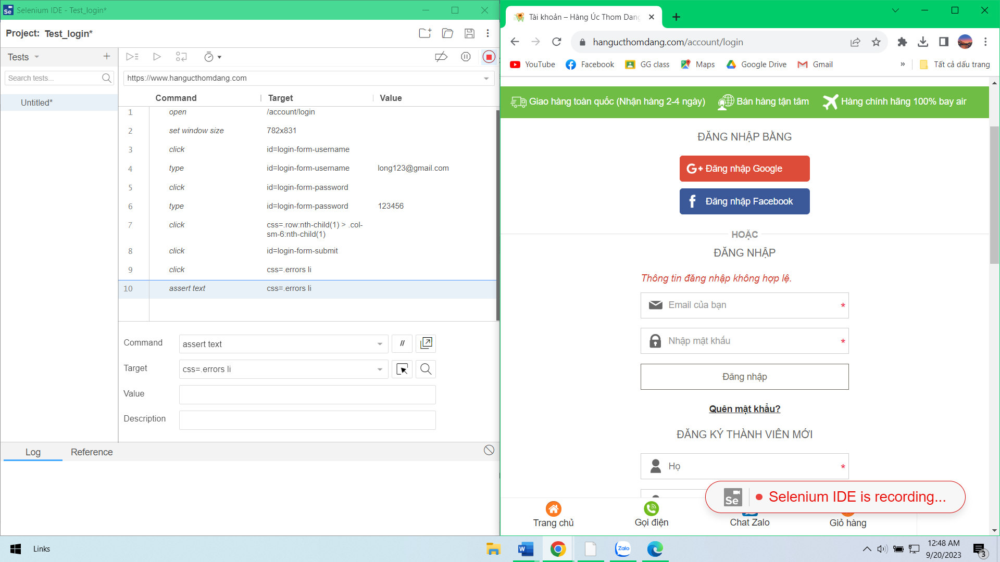 Selenium IDE - Test_login*
Project: Test_login*
Tests
Search tests...
Untitled*
https://www.hangucthomdang.com
Command Target Value
1 open /account/login
2 set window size 782x831
3 click id=login-form-username
4 type id=login-form-username long123@gmail.com
5 click id=login-form-password
6 type id=login-form-password 123456
7 click css=.row:nth-child(1) > .col-
sm-6:nth-child(1)
8 click id=login-form-submit
9 click css=.errors li
10 assert text css=.errors li
Command assert text //
Target css=.errors li
Value
Description
Log Reference
Tài khoản – Hàng Úc Thom Dang
hangucthomdang.com/account/login
YouTube Facebook GG class Maps Google Drive Gmail » Tất cả dấu trang
Giao hàng toàn quốc (Nhận hàng 2-4 ngày) Bán hàng tận tâm Hàng chính hãng 100% bay air
ĐĂNG NHẬP BẰNG
G+ Đăng nhập Google
f Đăng nhập Facebook
HOẶC
ĐĂNG NHẬP
Thông tin đăng nhập không hợp lệ.
Email của bạn *
Nhập mật khẩu *
Đăng nhập
Quên mật khẩu?
ĐĂNG KÝ THÀNH VIÊN MỚI
Họ *
Se Selenium IDE is recording...
Trang chủ Gọi điện Chat Zalo Giỏ hàng
Links
Zalo
12:48 AM
9/20/2023
3